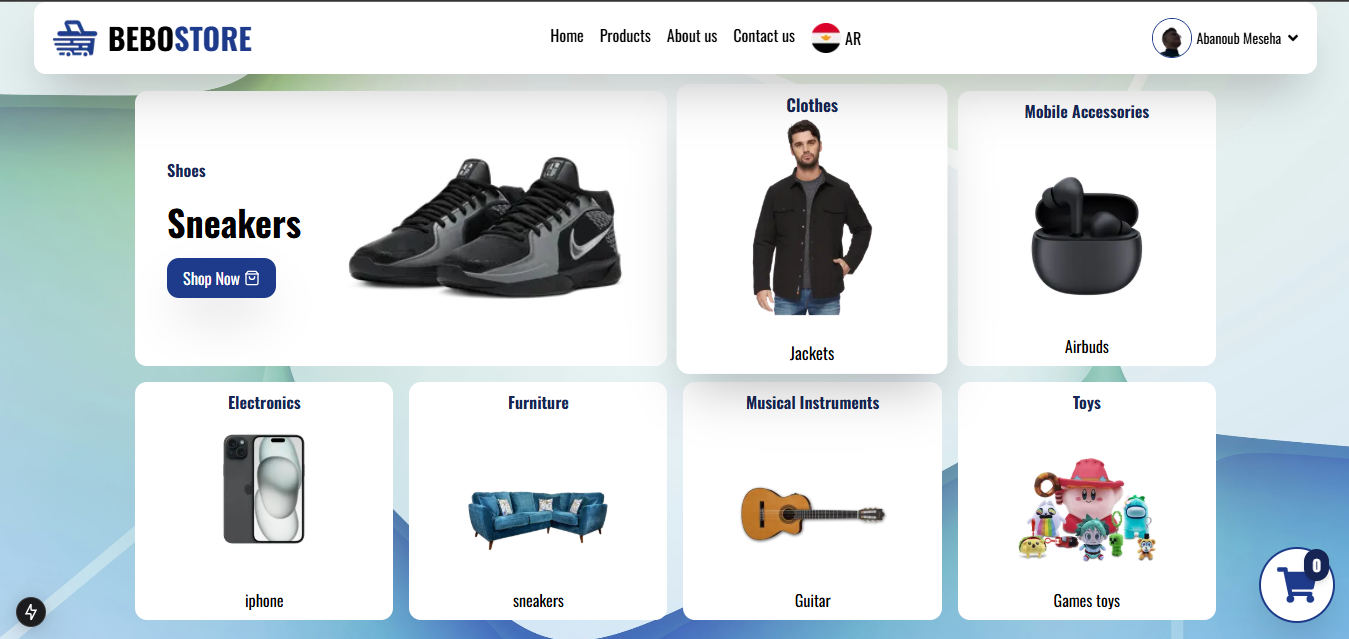 BEBOSTORE
Home Products About us Contact us AR
Abanoub Meseha
Shoes
Sneakers
Shop Now
Clothes
Jackets
Mobile Accessories
Airbuds
Electronics
iphone
Furniture
sneakers
Musical Instruments
Guitar
Toys
Games toys
0